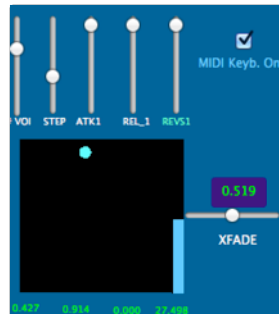 MIDI Keyb. On
VOI STEP ATK1 REL_1 REVS1
0.519
XFADE
0.427 0.914 0.000 27.498